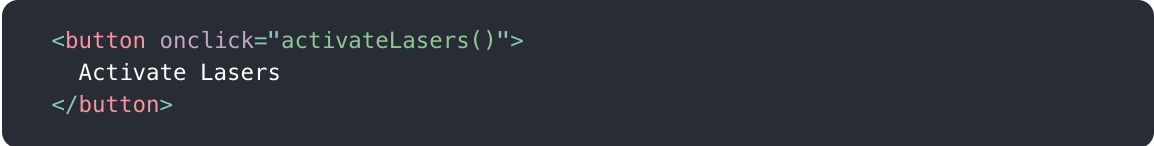 <button onclick="activateLasers()">
  Activate Lasers
</button>